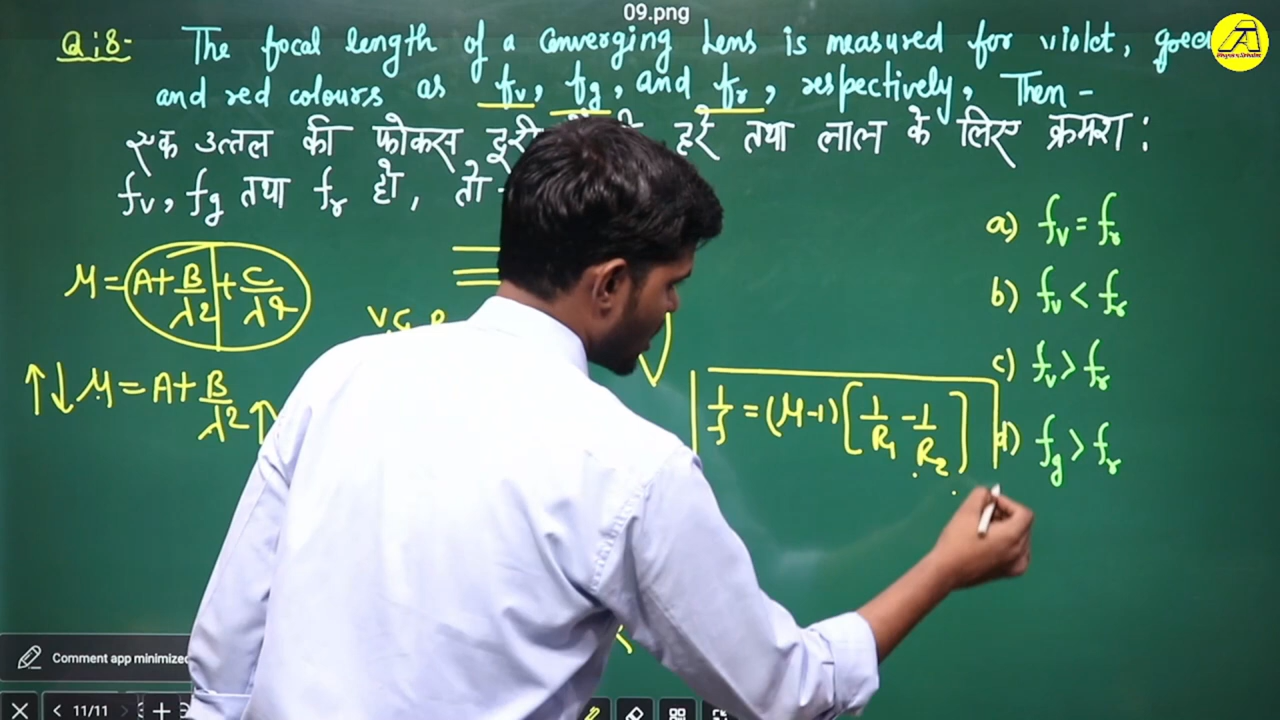 09.png
Q:8- The focal length of a Converging Lens is measured for violet, green
and red colours as fv, fg, and fr, respectively, Then -
एक उत्तल की फोकस हरे तथा लाल के लिए क्रमश:
fv, fg तथा fr हो, तो-
a) fv = fr
μ = A + B/λ2 + C/λ4
b) fv < fr
V G R
c) fv > fr
↑↓ μ = A + B/λ2 ↑
1/f = (μ-1) [1/R1 - 1/R2]
d) fg > fr
Comment app minimized
11/11